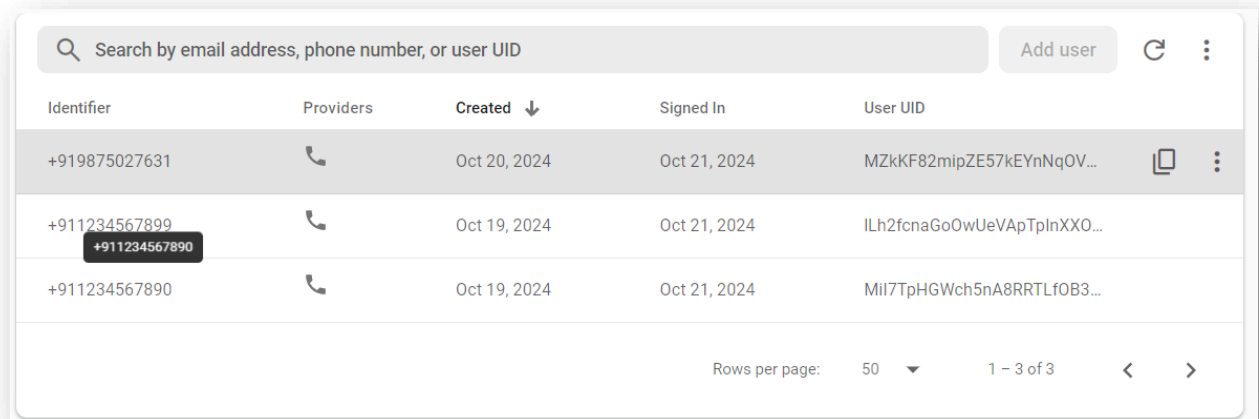 Search by email address, phone number, or user UID Add user
Identifier Providers Created Signed In User UID
+919875027631 Oct 20, 2024 Oct 21, 2024 MZkKF82mipZE57kEYnNqOV...
+911234567899 Oct 19, 2024 Oct 21, 2024 ILh2fcnaGoOwUeVApTpInXXO...
+911234567890
+911234567890 Oct 19, 2024 Oct 21, 2024 MiI7TpHGWch5nA8RRTLfOB3...
Rows per page: 50 1 – 3 of 3